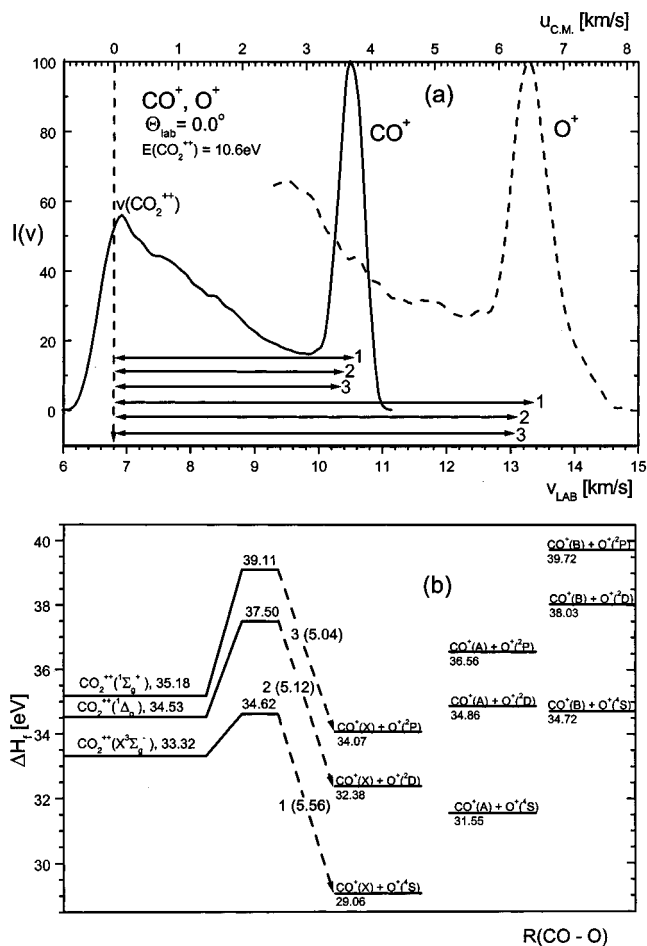 u C.M. [km/s]
0 1 2 3 4 5 6 7 8
100
80
60
40
20
0
I(v)
(a)
CO+, O+
Θlab = 0.0°
E(CO2++) = 10.6eV
v(CO2++)
CO+
O+
1
2
3
1
2
3
6 7 8 9 10 11 12 13 14 15
vLAB [km/s]
(b)
40
38
36
34
32
30
ΔHf [eV]
39.11
37.50
34.62
CO2++(1Σg+), 35.18
CO2++(1Δg), 34.53
CO2++(X3Σg-), 33.32
3 (5.04)
2 (5.12)
1 (5.56)
CO+(X) + O+(2P)
34.07
CO+(X) + O+(2D)
32.38
CO+(X) + O+(4S)
29.06
CO+(A) + O+(2P)
36.56
CO+(A) + O+(2D)
34.86
CO+(A) + O+(4S)
31.55
CO+(B) + O+(2P)
39.72
CO+(B) + O+(2D)
38.03
CO+(B) + O+(4S)
34.72
R(CO - O)